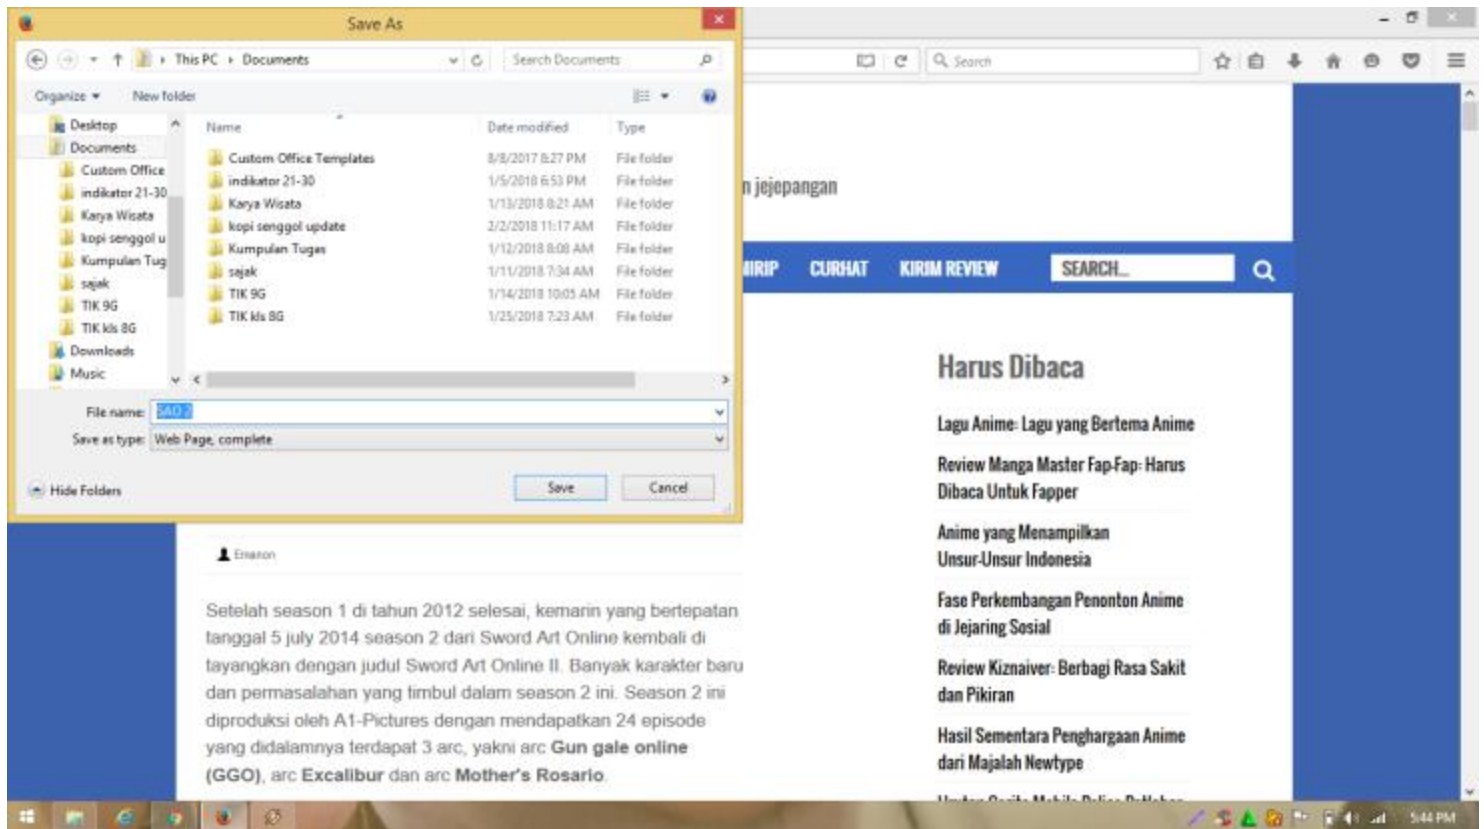 Save As
This PC Documents
Search Documents
Search
Organize New folder
Desktop
Documents
Custom Office
indikator 21-30
Karya Wisata
kopi senggol u
Kumpulan Tug
sajak
TIK 9G
TIK kls 8G
Downloads
Music
Name Date modified Type
Custom Office Templates 8/8/2017 8:27 PM File folder
indikator 21-30 1/5/2018 6:53 PM File folder
Karya Wisata 1/13/2018 8:21 AM File folder
kopi senggol update 2/2/2018 11:17 AM File folder
Kumpulan Tugas 1/12/2018 8:08 AM File folder
sajak 1/11/2018 7:34 AM File folder
TIK 9G 1/14/2018 10:05 AM File folder
TIK kls 8G 1/25/2018 7:23 AM File folder
File name: SAO 2
Save as type: Web Page, complete
Hide Folders
Save Cancel
n jejepangan
MIRIP CURHAT KIRIM REVIEW SEARCH...
Emanon
Setelah season 1 di tahun 2012 selesai, kemarin yang bertepatan
tanggal 5 july 2014 season 2 dari Sword Art Online kembali di
tayangkan dengan judul Sword Art Online II. Banyak karakter baru
dan permasalahan yang timbul dalam season 2 ini. Season 2 ini
diproduksi oleh A1-Pictures dengan mendapatkan 24 episode
yang didalamnya terdapat 3 arc, yakni arc Gun gale online
(GGO), arc Excalibur dan arc Mother's Rosario.
Harus Dibaca
Lagu Anime: Lagu yang Bertema Anime
Review Manga Master Fap-Fap: Harus
Dibaca Untuk Fapper
Anime yang Menampilkan
Unsur-Unsur Indonesia
Fase Perkembangan Penonton Anime
di Jejaring Sosial
Review Kiznaiver: Berbagi Rasa Sakit
dan Pikiran
Hasil Sementara Penghargaan Anime
dari Majalah Newtype
5:44 PM